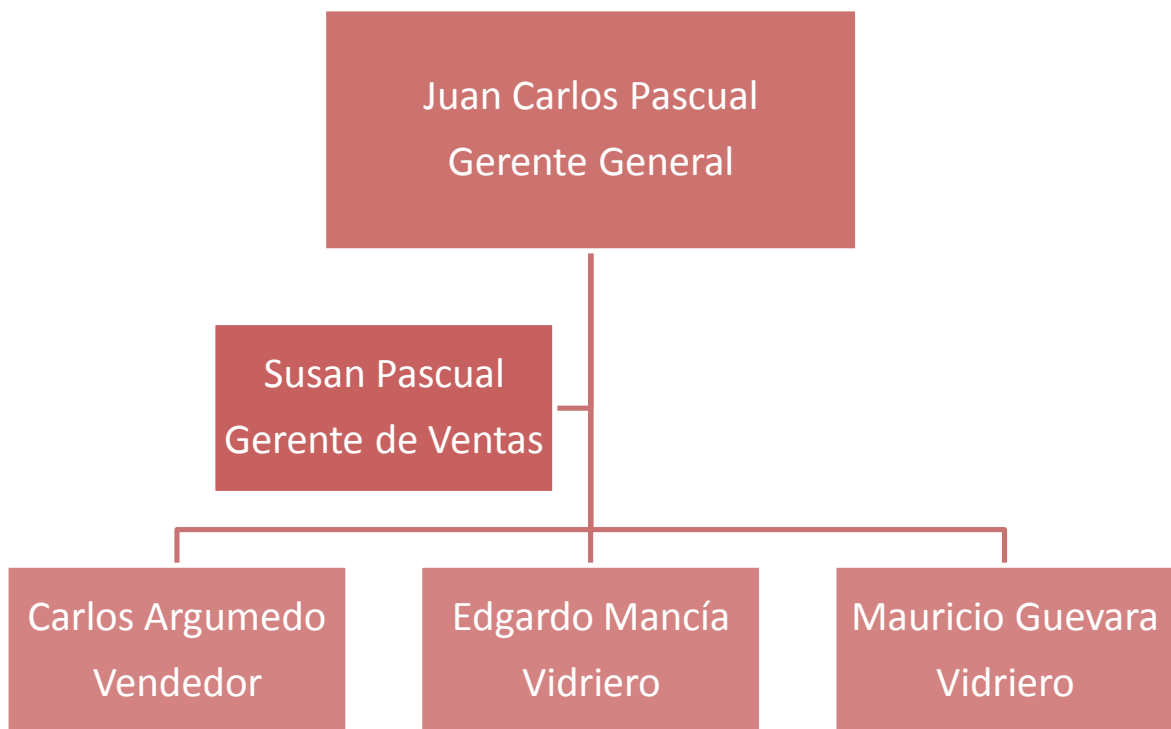 Juan Carlos Pascual
Gerente General
Susan Pascual
Gerente de Ventas
Carlos Argumedo
Vendedor
Edgardo Mancía
Vidriero
Mauricio Guevara
Vidriero